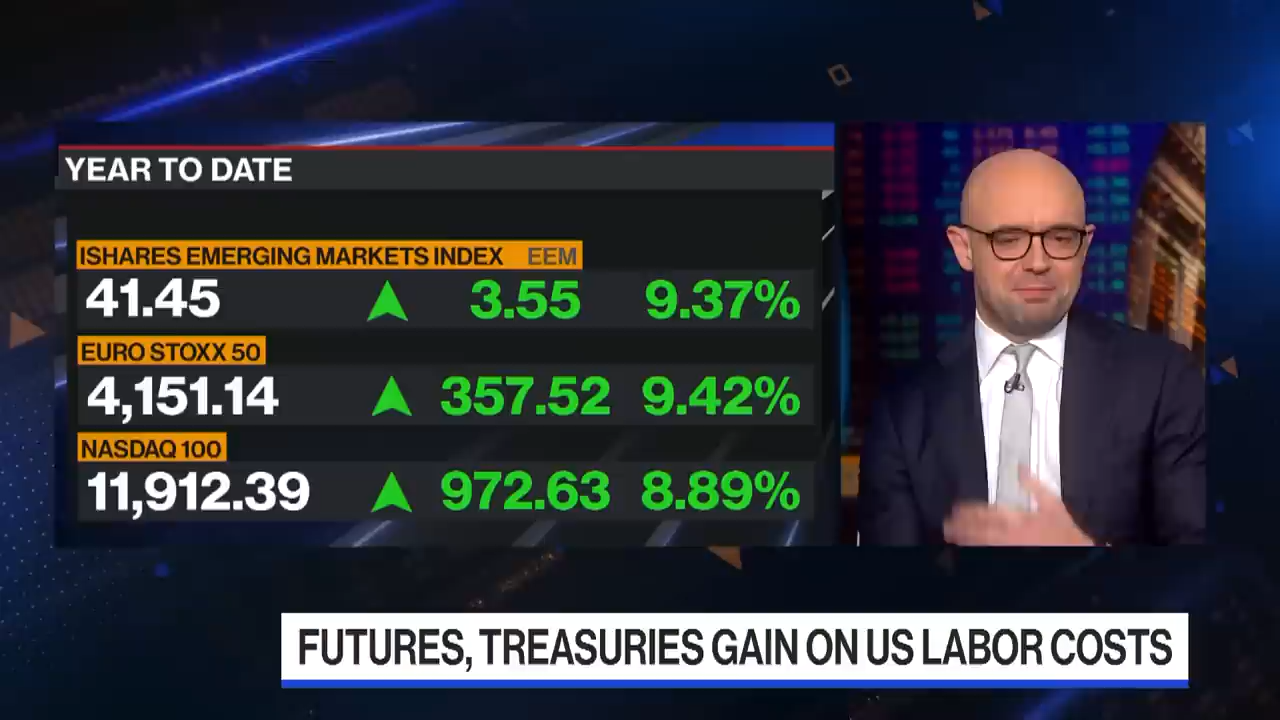 YEAR TO DATE
ISHARES EMERGING MARKETS INDEX EEM
41.45 ▲ 3.55 9.37%
EURO STOXX 50
4,151.14 ▲ 357.52 9.42%
NASDAQ 100
11,912.39 ▲ 972.63 8.89%
FUTURES, TREASURIES GAIN ON US LABOR COSTS